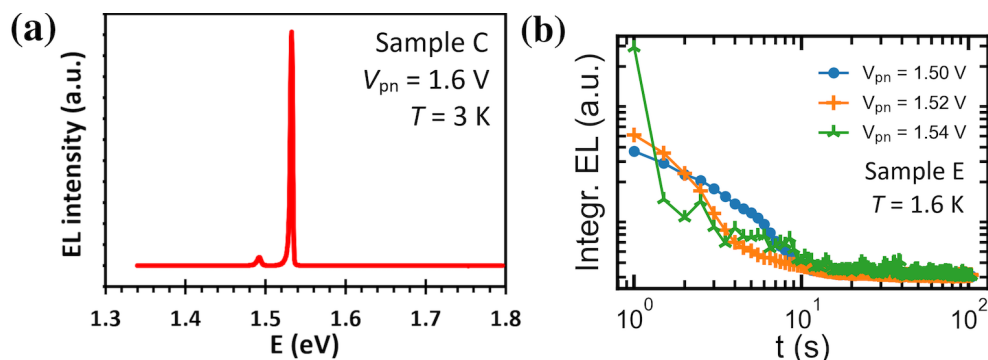 (a)
EL intensity (a.u.)
Sample C
V_pn = 1.6 V
T = 3 K
1.3 1.4 1.5 1.6 1.7 1.8
E (eV)
(b)
Integr. EL (a.u.)
V_pn = 1.50 V
V_pn = 1.52 V
V_pn = 1.54 V
Sample E
T = 1.6 K
10^0 10^1 10^2
t (s)